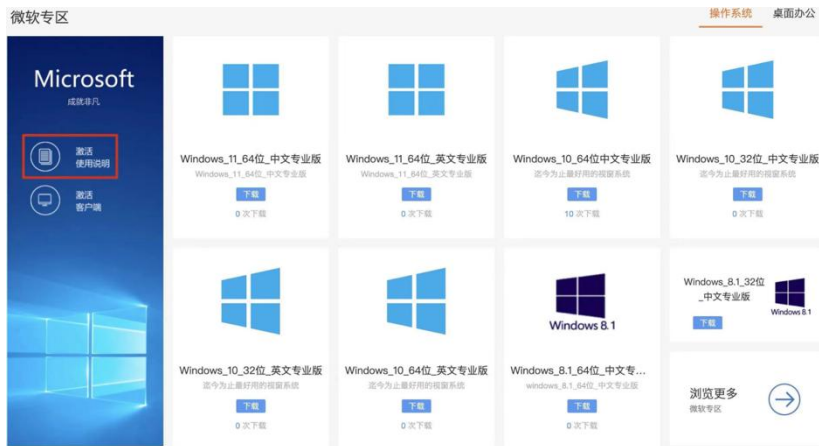 微软专区
操作系统 桌面办公
Microsoft
成就非凡
激活
使用说明
激活
客户端
Windows_11_64位_中文专业版
Windows_11_64位_中文专业版
下载
0 次下载
Windows_11_64位_英文专业版
Windows_11_64位_英文专业版
下载
0 次下载
Windows_10_64位中文专业版
迄今为止最好用的视窗系统
下载
10 次下载
Windows_10_32位_中文专业版
迄今为止最好用的视窗系统
下载
0 次下载
Windows_10_32位_英文专业版
迄今为止最好用的视窗系统
下载
0 次下载
Windows_10_64位_英文专业版
迄今为止最好用的视窗系统
下载
0 次下载
Windows 8.1
Windows_8.1_64位_中文专...
windows_8.1_64位_中文专业版
下载
0 次下载
Windows_8.1_32位
_中文专业版
下载
Windows 8.1
浏览更多
微软专区